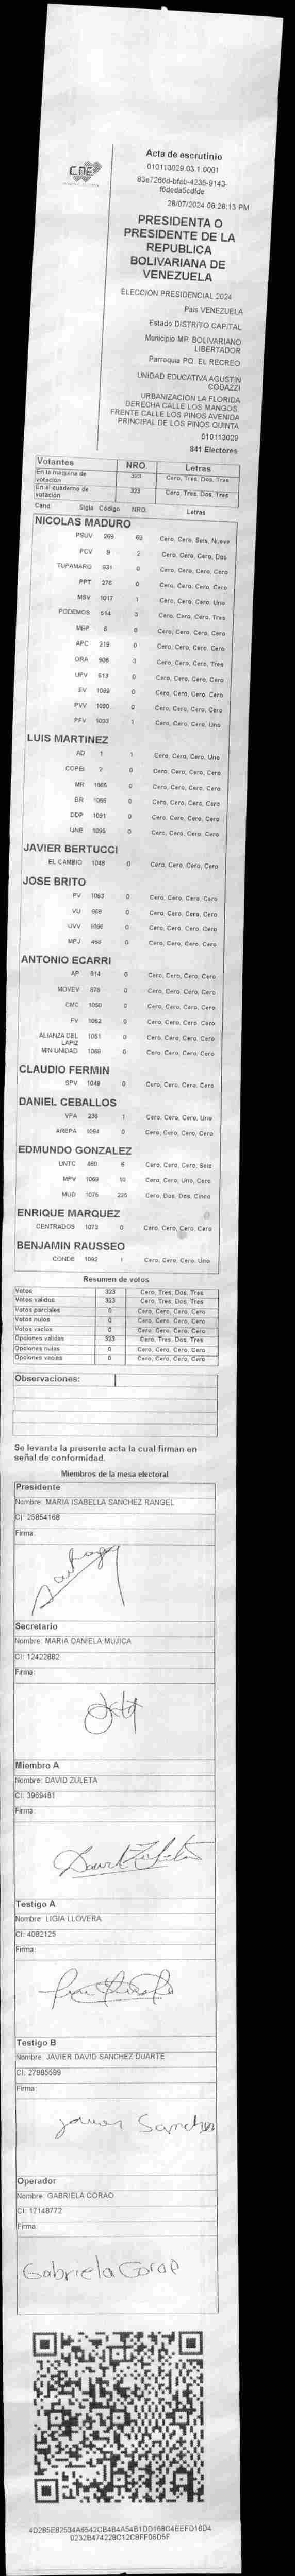 CNE
Acta de escrutinio
010113029.03.1.0001
83e7266d-bfab-4235-9143-
f6deda5cdfde
28/07/2024 08:28:13 PM
PRESIDENTA O
PRESIDENTE DE LA
REPUBLICA
BOLIVARIANA DE
VENEZUELA
ELECCIÓN PRESIDENCIAL 2024
País VENEZUELA
Estado DISTRITO CAPITAL
Municipio MP. BOLIVARIANO
LIBERTADOR
Parroquia PQ. EL RECREO
UNIDAD EDUCATIVA AGUSTIN
CODAZZI
URBANIZACIÓN LA FLORIDA
DERECHA CALLE LOS MANGOS.
FRENTE CALLE LOS PINOS AVENIDA
PRINCIPAL DE LOS PINOS QUINTA
010113029
841 Electores
Votantes NRO. Letras
En la maquina de votación 323 Cero, Tres, Dos, Tres
En el cuaderno de votación 323 Cero, Tres, Dos, Tres
Cand. Sigla Código NRO. Letras
NICOLAS MADURO
PSUV 269 69 Cero, Cero, Seis, Nueve
PCV 9 2 Cero, Cero, Cero, Dos
TUPAMARO 931 0 Cero, Cero, Cero, Cero
PPT 276 0 Cero, Cero, Cero, Cero
MSV 1017 1 Cero, Cero, Cero, Uno
PODEMOS 514 3 Cero, Cero, Cero, Tres
MEP 6 0 Cero, Cero, Cero, Cero
APC 219 0 Cero, Cero, Cero, Cero
ORA 906 3 Cero, Cero, Cero, Tres
UPV 613 0 Cero, Cero, Cero, Cero
EV 1089 0 Cero, Cero, Cero, Cero
PVV 1090 0 Cero, Cero, Cero, Cero
PFV 1093 1 Cero, Cero, Cero, Uno
LUIS MARTINEZ
AD 1 1 Cero, Cero, Cero, Uno
COPEI 2 0 Cero, Cero, Cero, Cero
MR 1065 0 Cero, Cero, Cero, Cero
BR 1066 0 Cero, Cero, Cero, Cero
DDP 1091 0 Cero, Cero, Cero, Cero
UNE 1095 0 Cero, Cero, Cero, Cero
JAVIER BERTUCCI
EL CAMBIO 1048 0 Cero, Cero, Cero, Cero
JOSE BRITO
PV 1063 0 Cero, Cero, Cero, Cero
VU 668 0 Cero, Cero, Cero, Cero
UVV 1096 0 Cero, Cero, Cero, Cero
MPJ 456 0 Cero, Cero, Cero, Cero
ANTONIO ECARRI
AP 614 0 Cero, Cero, Cero, Cero
MOVEV 678 0 Cero, Cero, Cero, Cero
CMC 1050 0 Cero, Cero, Cero, Cero
FV 1062 0 Cero, Cero, Cero, Cero
ALIANZA DEL LAPIZ 1051 0 Cero, Cero, Cero, Cero
MIN UNIDAD 1068 0 Cero, Cero, Cero, Cero
CLAUDIO FERMIN
SPV 1049 0 Cero, Cero, Cero, Cero
DANIEL CEBALLOS
VPA 236 1 Cero, Cero, Cero, Uno
AREPA 1094 0 Cero, Cero, Cero, Cero
EDMUNDO GONZALEZ
UNTC 460 6 Cero, Cero, Cero, Seis
MPV 1069 10 Cero, Cero, Uno, Cero
MUD 1075 225 Cero, Dos, Dos, Cinco
ENRIQUE MARQUEZ
CENTRADOS 1073 0 Cero, Cero, Cero, Cero
BENJAMIN RAUSSEO
CONDE 1092 1 Cero, Cero, Cero, Uno
Resumen de votos
Votos 323 Cero, Tres, Dos, Tres
Votos validos 323 Cero, Tres, Dos, Tres
Votos parciales 0 Cero, Cero, Cero, Cero
Votos nulos 0 Cero, Cero, Cero, Cero
Votos vacios 0 Cero, Cero, Cero, Cero
Opciones validas 323 Cero, Tres, Dos, Tres
Opciones nulas 0 Cero, Cero, Cero, Cero
Opciones vacias 0 Cero, Cero, Cero, Cero
Observaciones:
Se levanta la presente acta la cual firman en
señal de conformidad.
Miembros de la mesa electoral
Presidente
Nombre: MARIA ISABELLA SANCHEZ RANGEL
CI: 25854168
Firma:
Secretario
Nombre: MARIA DANIELA MUJICA
CI: 12422882
Firma:
Miembro A
Nombre: DAVID ZULETA
CI: 3969481
Firma:
David Zuleta
Testigo A
Nombre: LIGIA LLOVERA
CI: 4082125
Firma:
Testigo B
Nombre: JAVIER DAVID SANCHEZ DUARTE
CI: 27985599
Firma:
Javier Sanchez
Operador
Nombre: GABRIELA CORAO
CI: 17148772
Firma:
Gabriela Corao
4D285E82534A6542CB4B4A54B1DD168C4EEFD16D4
0232B474228C12C8FF06D5F